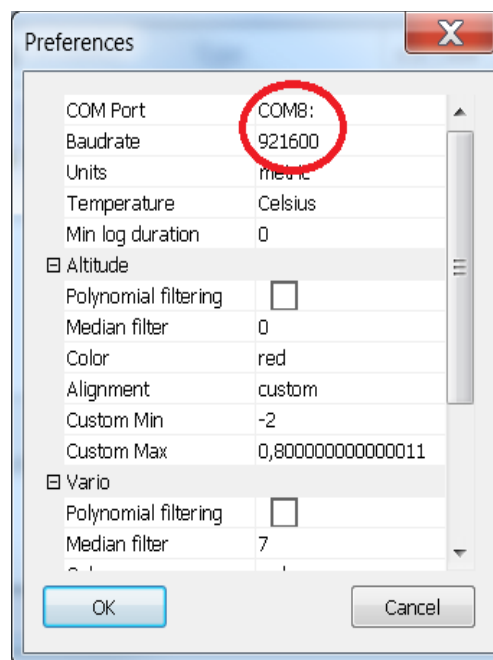 Preferences
COM Port COM8:
Baudrate 921600
Units metric
Temperature Celsius
Min log duration 0
Altitude
Polynomial filtering
Median filter 0
Color red
Alignment custom
Custom Min -2
Custom Max 0,800000000000011
Vario
Polynomial filtering
Median filter 7
OK Cancel